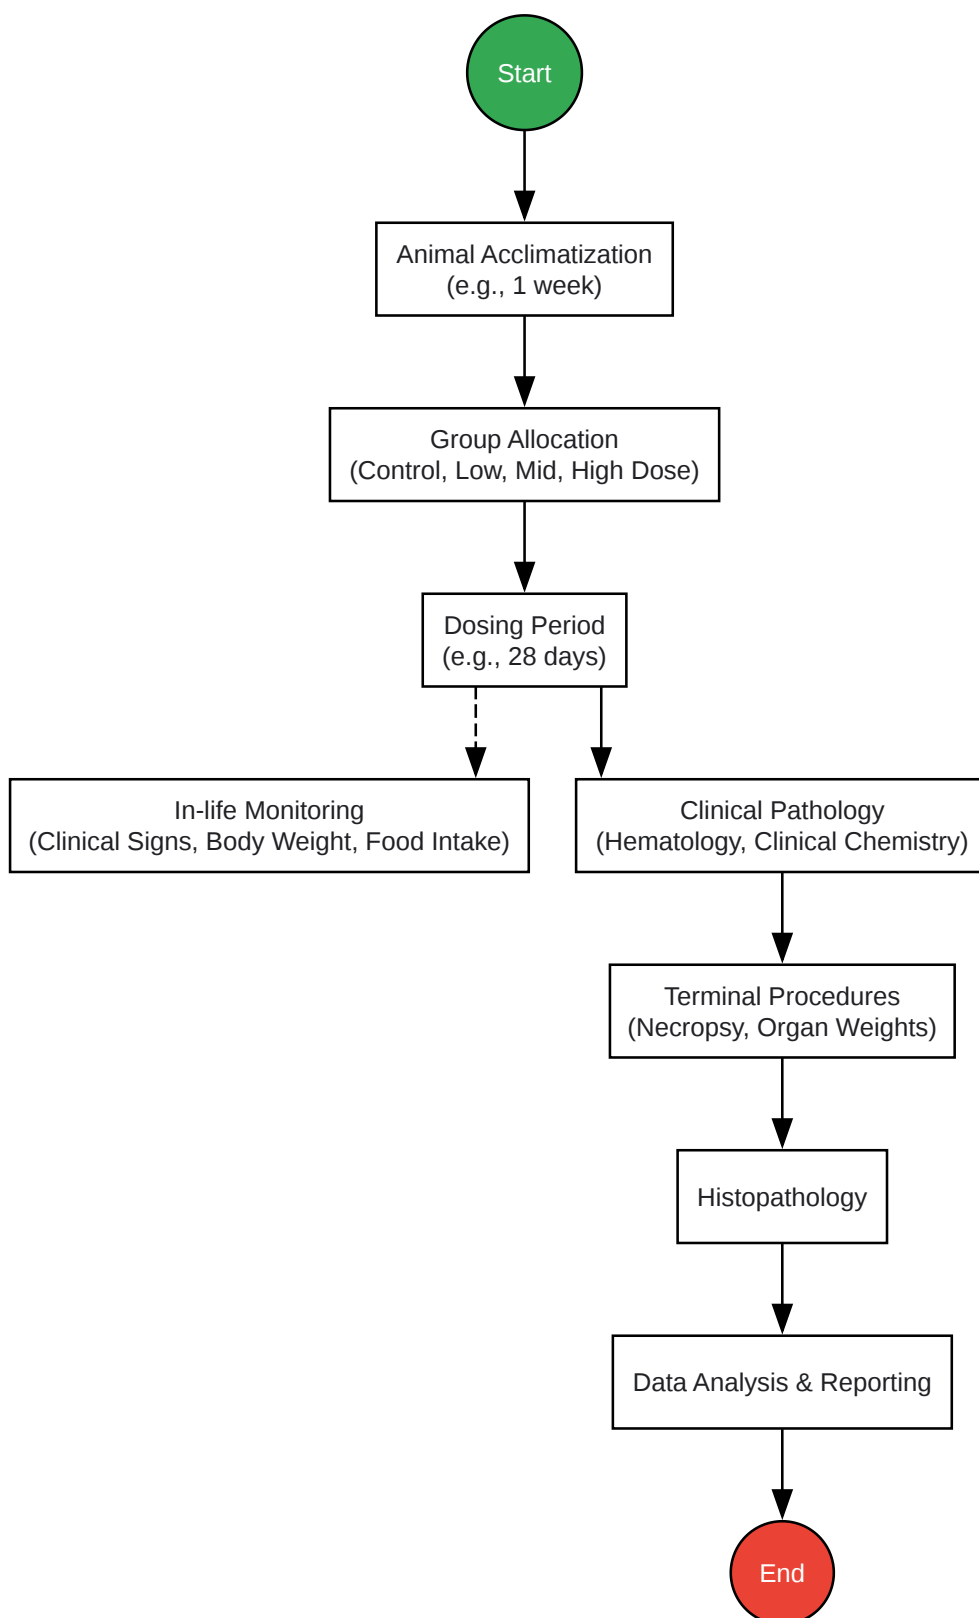 Start
Animal Acclimatization
(e.g., 1 week)
Group Allocation
(Control, Low, Mid, High Dose)
Dosing Period
(e.g., 28 days)
In-life Monitoring
(Clinical Signs, Body Weight, Food Intake)
Clinical Pathology
(Hematology, Clinical Chemistry)
Terminal Procedures
(Necropsy, Organ Weights)
Histopathology
Data Analysis & Reporting
End